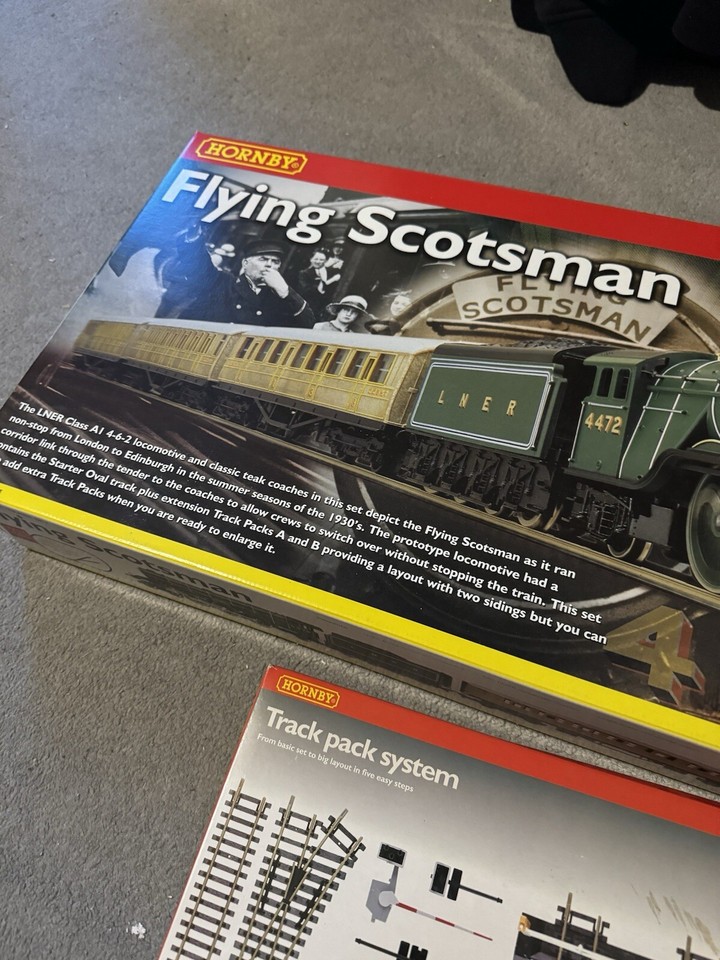 HORNBY
Flying Scotsman
FLYING
SCOTSMAN
LNER
4472
The LNER Class A1 4-6-2 locomotive and classic teak coaches in this set depict the Flying Scotsman as it ran
non-stop from London to Edinburgh in the summer seasons of the 1930's. The prototype locomotive had a
corridor link through the tender to the coaches to allow crews to switch over without stopping the train. This set
ontains the Starter Oval track plus extension Track Packs A and B providing a layout with two sidings but you can
add extra Track Packs when you are ready to enlarge it.
4
Flying Scotsman
HORNBY
Track pack system
From basic set to big layout in five easy steps